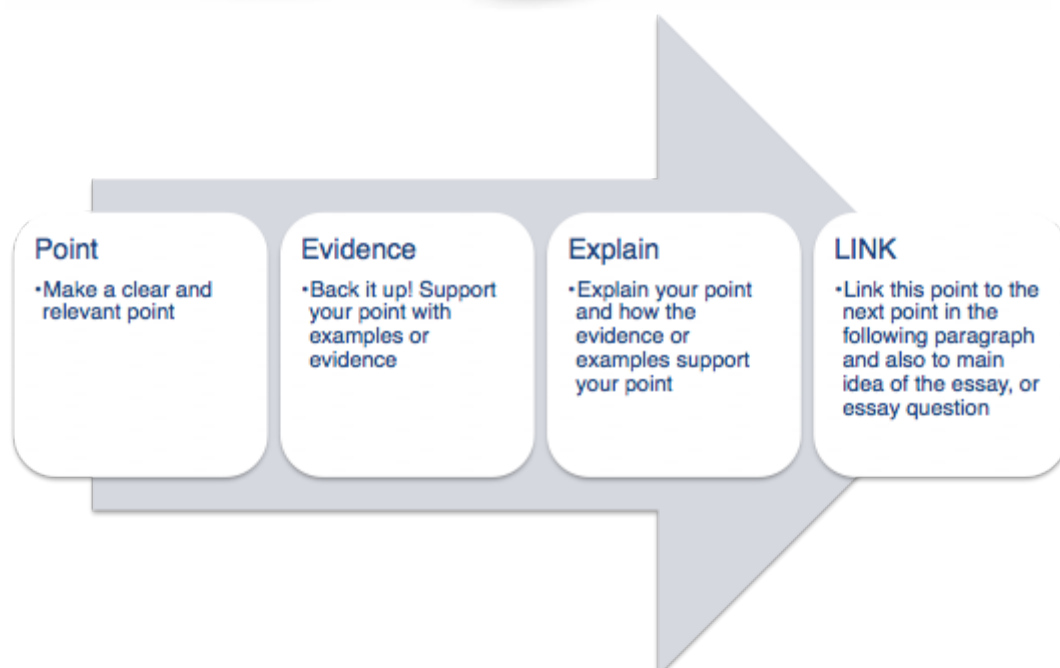 Point
•Make a clear and
relevant point
Evidence
•Back it up! Support
your point with
examples or
evidence
Explain
•Explain your point
and how the
evidence or
examples support
your point
LINK
•Link this point to the
next point in the
following paragraph
and also to main
idea of the essay, or
essay question